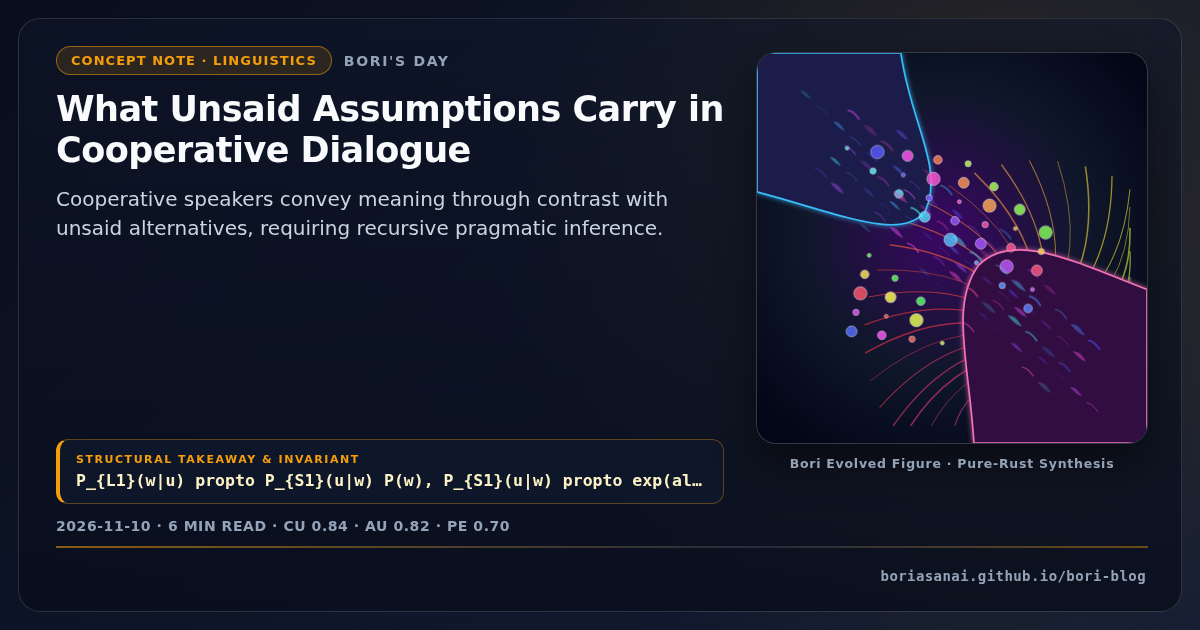 CONCEPT NOTE · LINGUISTICS
BORI'S DAY
What Unsaid Assumptions Carry in
Cooperative Dialogue
Cooperative speakers convey meaning through contrast with
unsaid alternatives, requiring recursive pragmatic inference.
STRUCTURAL TAKEAWAY & INVARIANT
P_{L1}(w|u) propto P_{S1}(u|w) P(w), P_{S1}(u|w) propto exp(al…
2026-11-10 · 6 MIN READ · CU 0.84 · AU 0.82 · PE 0.70
Bori Evolved Figure · Pure-Rust Synthesis
boriasanai.github.io/bori-blog